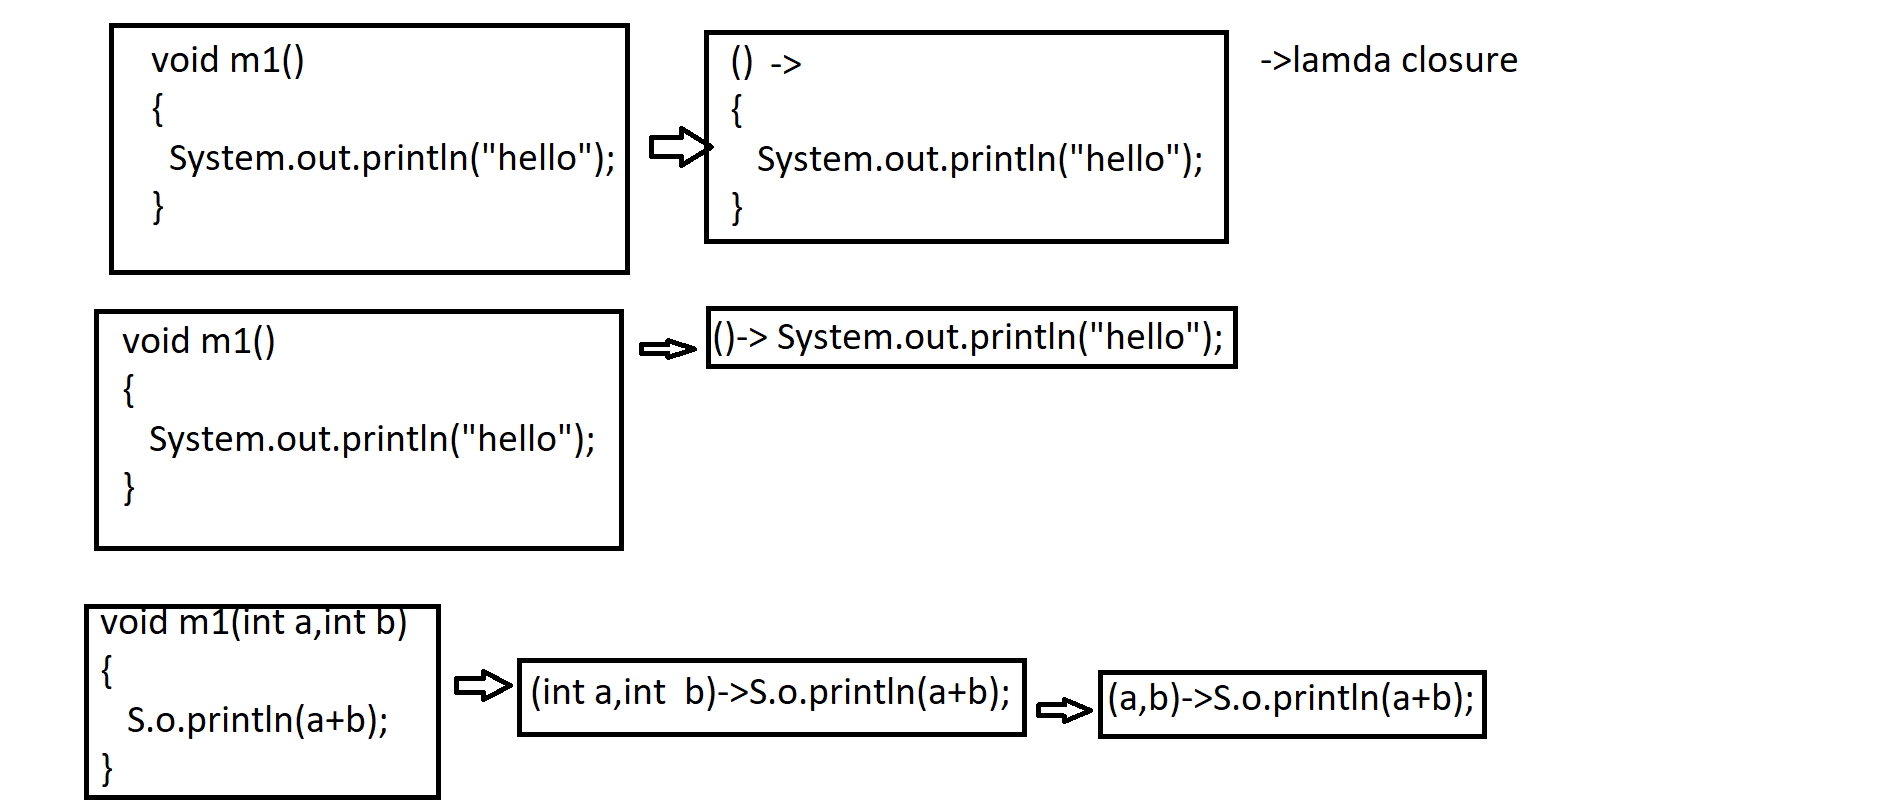 void m1()
{
System.out.println("hello");
}
() ->
{
System.out.println("hello");
}
->lamda closure
void m1()
{
System.out.println("hello");
}
()-> System.out.println("hello");
void m1(int a,int b)
{
S.o.println(a+b);
}
(int a,int  b)->S.o.println(a+b);
(a,b)->S.o.println(a+b);